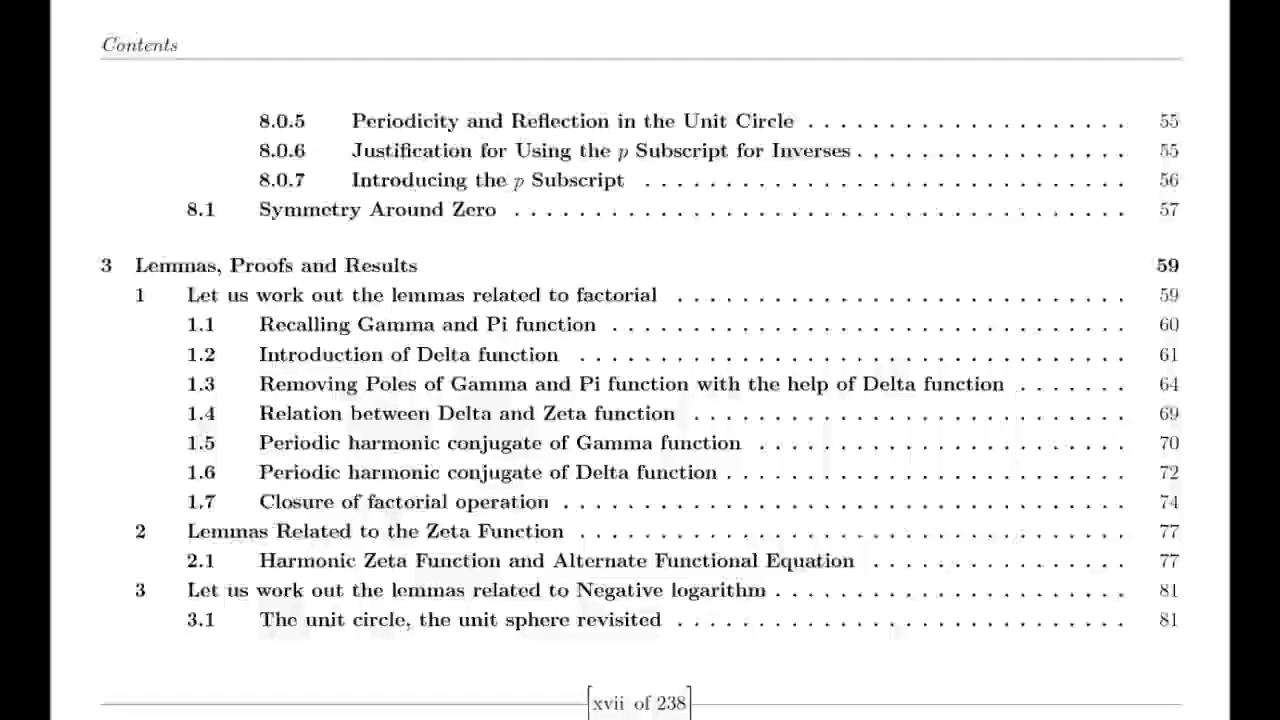 Contents
8.0.5 Periodicity and Reflection in the Unit Circle . . . . . . . . . . . . . . . . . . . . 55
8.0.6 Justification for Using the p Subscript for Inverses . . . . . . . . . . . . . . . . . 55
8.0.7 Introducing the p Subscript . . . . . . . . . . . . . . . . . . . . . . . . . . . . . . 56
8.1 Symmetry Around Zero . . . . . . . . . . . . . . . . . . . . . . . . . . . . . . . . . . . . . . 57
3 Lemmas, Proofs and Results 59
1 Let us work out the lemmas related to factorial . . . . . . . . . . . . . . . . . . . . . . . . . . . . 59
1.1 Recalling Gamma and Pi function . . . . . . . . . . . . . . . . . . . . . . . . . . . . . . . . 60
1.2 Introduction of Delta function . . . . . . . . . . . . . . . . . . . . . . . . . . . . . . . . . . 61
1.3 Removing Poles of Gamma and Pi function with the help of Delta function . . . . . . . 64
1.4 Relation between Delta and Zeta function . . . . . . . . . . . . . . . . . . . . . . . . . . . 69
1.5 Periodic harmonic conjugate of Gamma function . . . . . . . . . . . . . . . . . . . . . . . 70
1.6 Periodic harmonic conjugate of Delta function . . . . . . . . . . . . . . . . . . . . . . . . . 72
1.7 Closure of factorial operation . . . . . . . . . . . . . . . . . . . . . . . . . . . . . . . . . . . 74
2 Lemmas Related to the Zeta Function . . . . . . . . . . . . . . . . . . . . . . . . . . . . . . . . . . 77
2.1 Harmonic Zeta Function and Alternate Functional Equation . . . . . . . . . . . . . . . . 77
3 Let us work out the lemmas related to Negative logarithm . . . . . . . . . . . . . . . . . . . . . . 81
3.1 The unit circle, the unit sphere revisited . . . . . . . . . . . . . . . . . . . . . . . . . . . . 81
xvii of 238